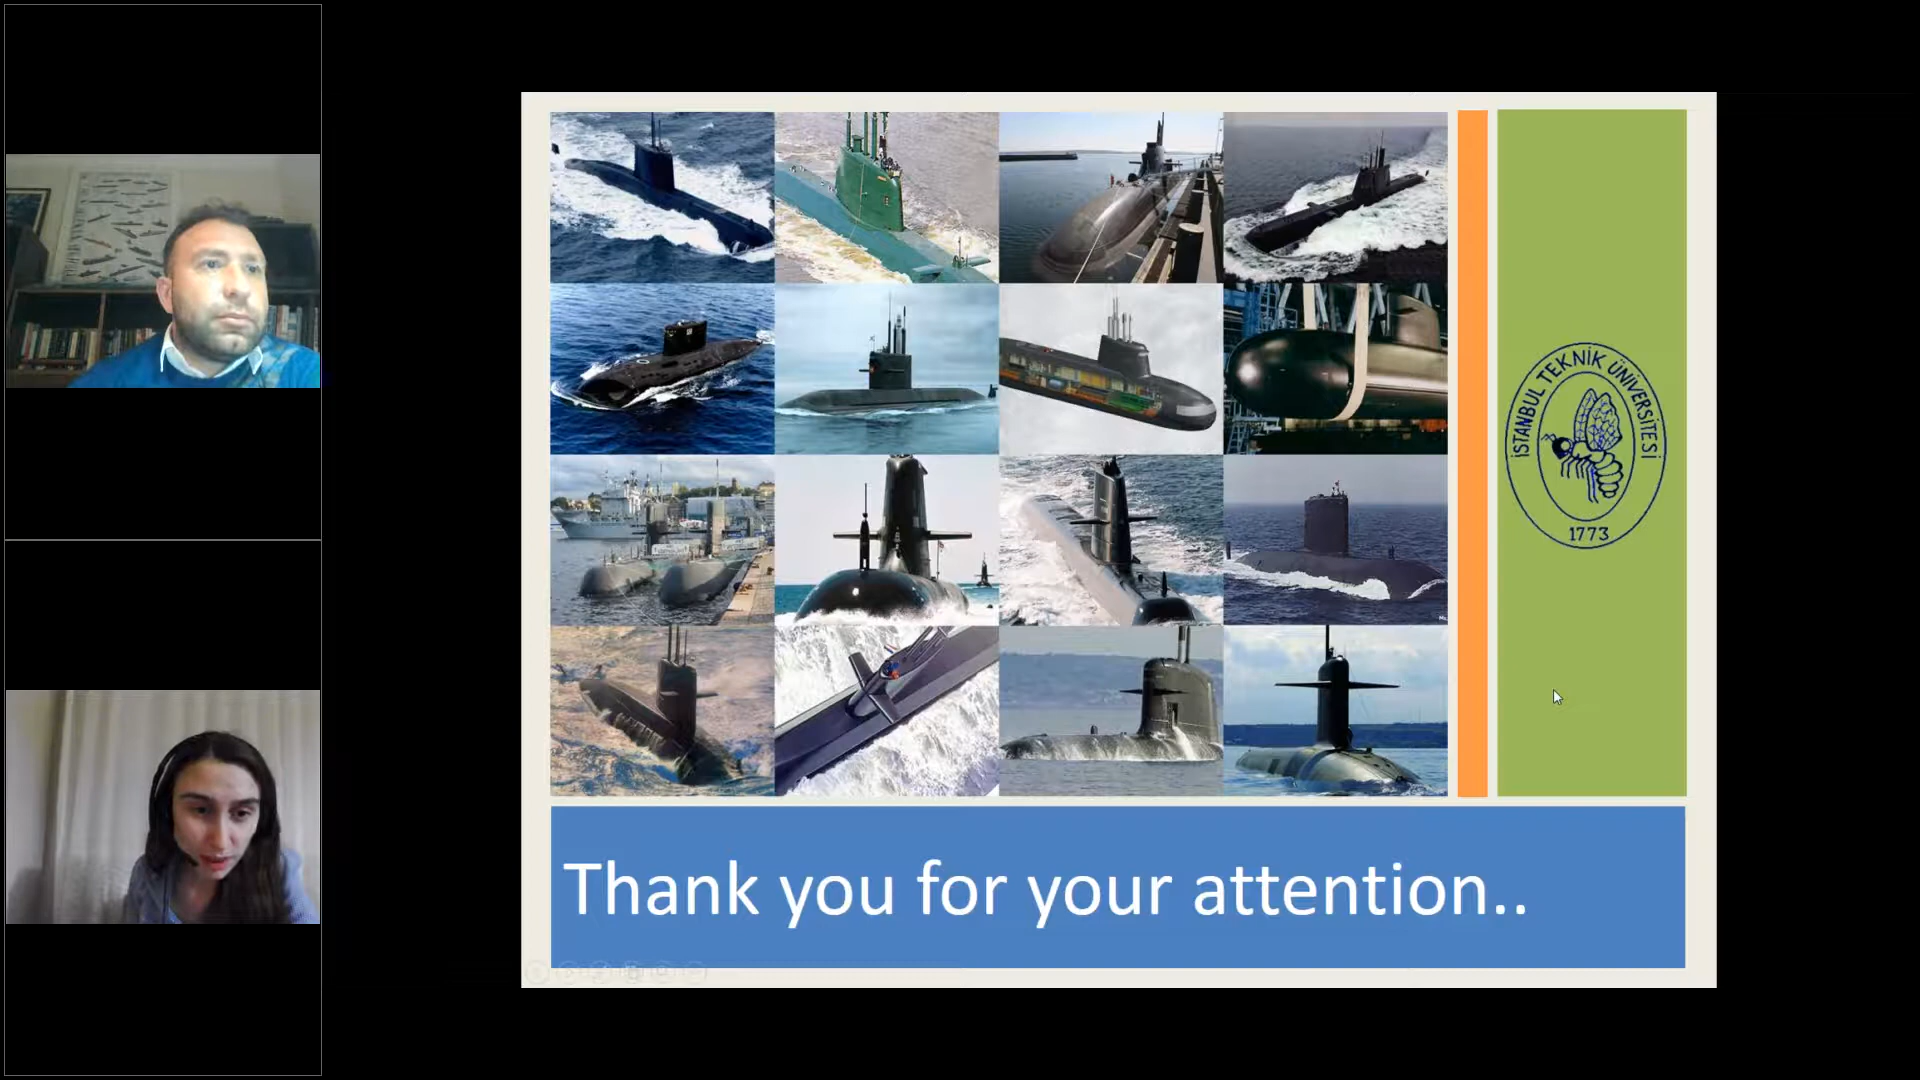 İSTANBUL TEKNİK ÜNİVERSİTESİ
1773
Thank you for your attention..